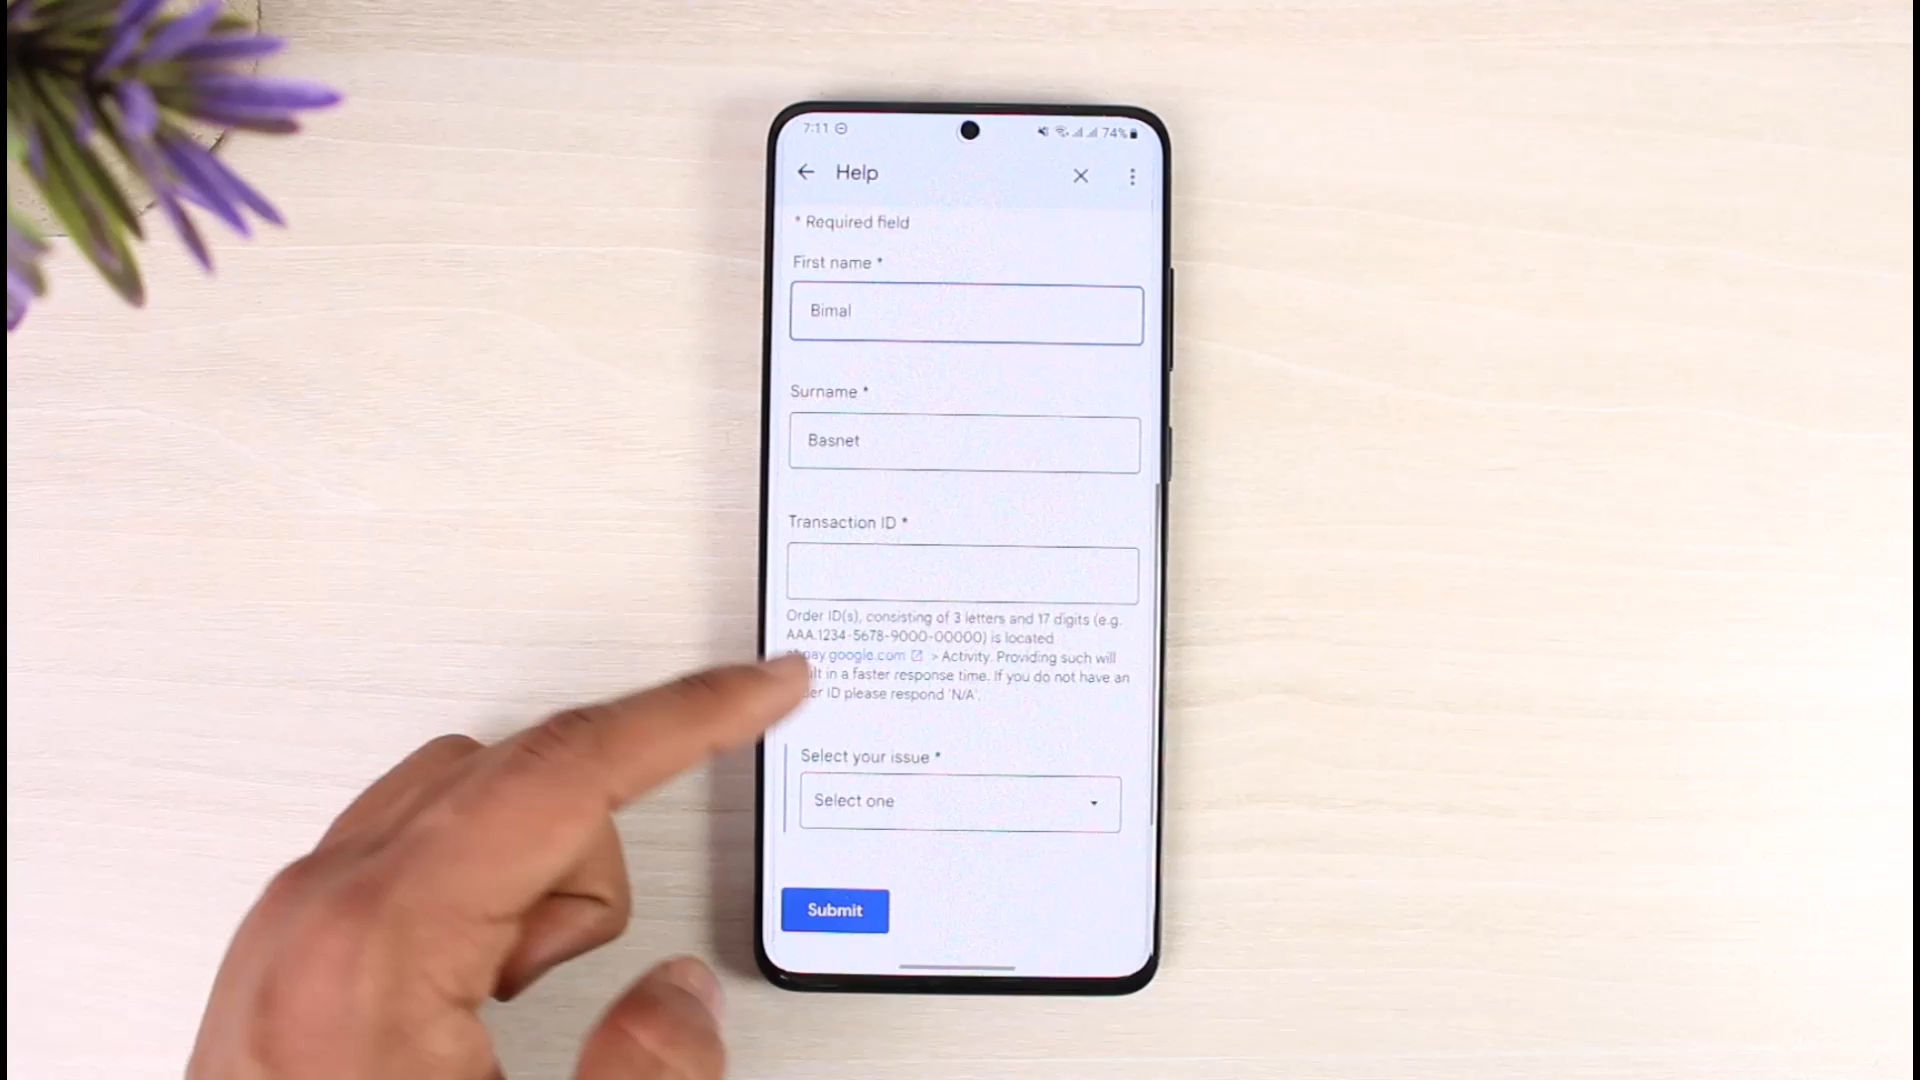 7:11
74%
Help
* Required field
First name *
Bimal
Surname *
Basnet
Transaction ID *
Order ID(s), consisting of 3 letters and 17 digits (e.g.
AAA.1234-5678-9000-00000) is located
pay.google.com > Activity. Providing such will
in a faster response time. If you do not have an
ID please respond 'N/A'.
Select your issue *
Select one
Submit